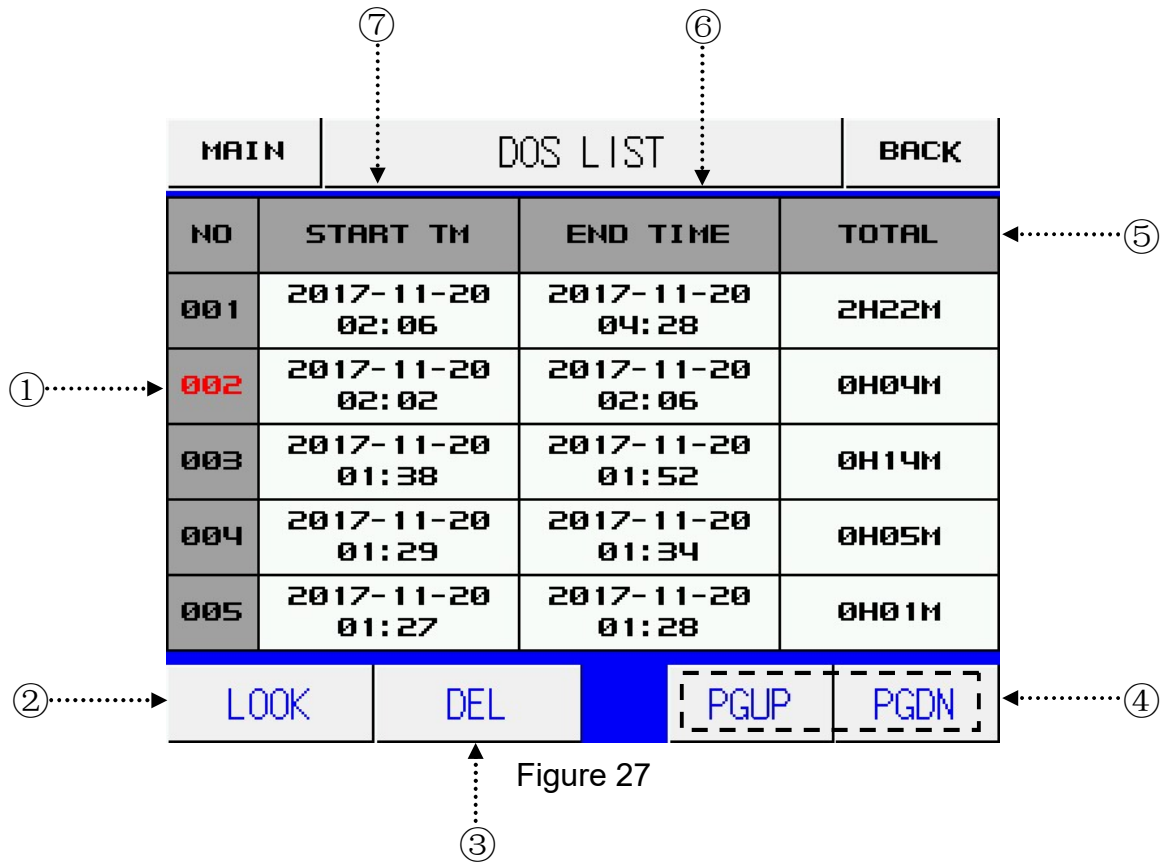 ⑦ ⑥
MAIN DOS LIST BACK
NO START TM END TIME TOTAL ⑤
001 2017-11-20 02:06 2017-11-20 04:28 2H22M
① 002 2017-11-20 02:02 2017-11-20 02:06 0H04M
003 2017-11-20 01:38 2017-11-20 01:52 0H14M
004 2017-11-20 01:29 2017-11-20 01:34 0H05M
005 2017-11-20 01:27 2017-11-20 01:28 0H01M
② LOOK DEL PGUP PGDN ④
Figure 27
③